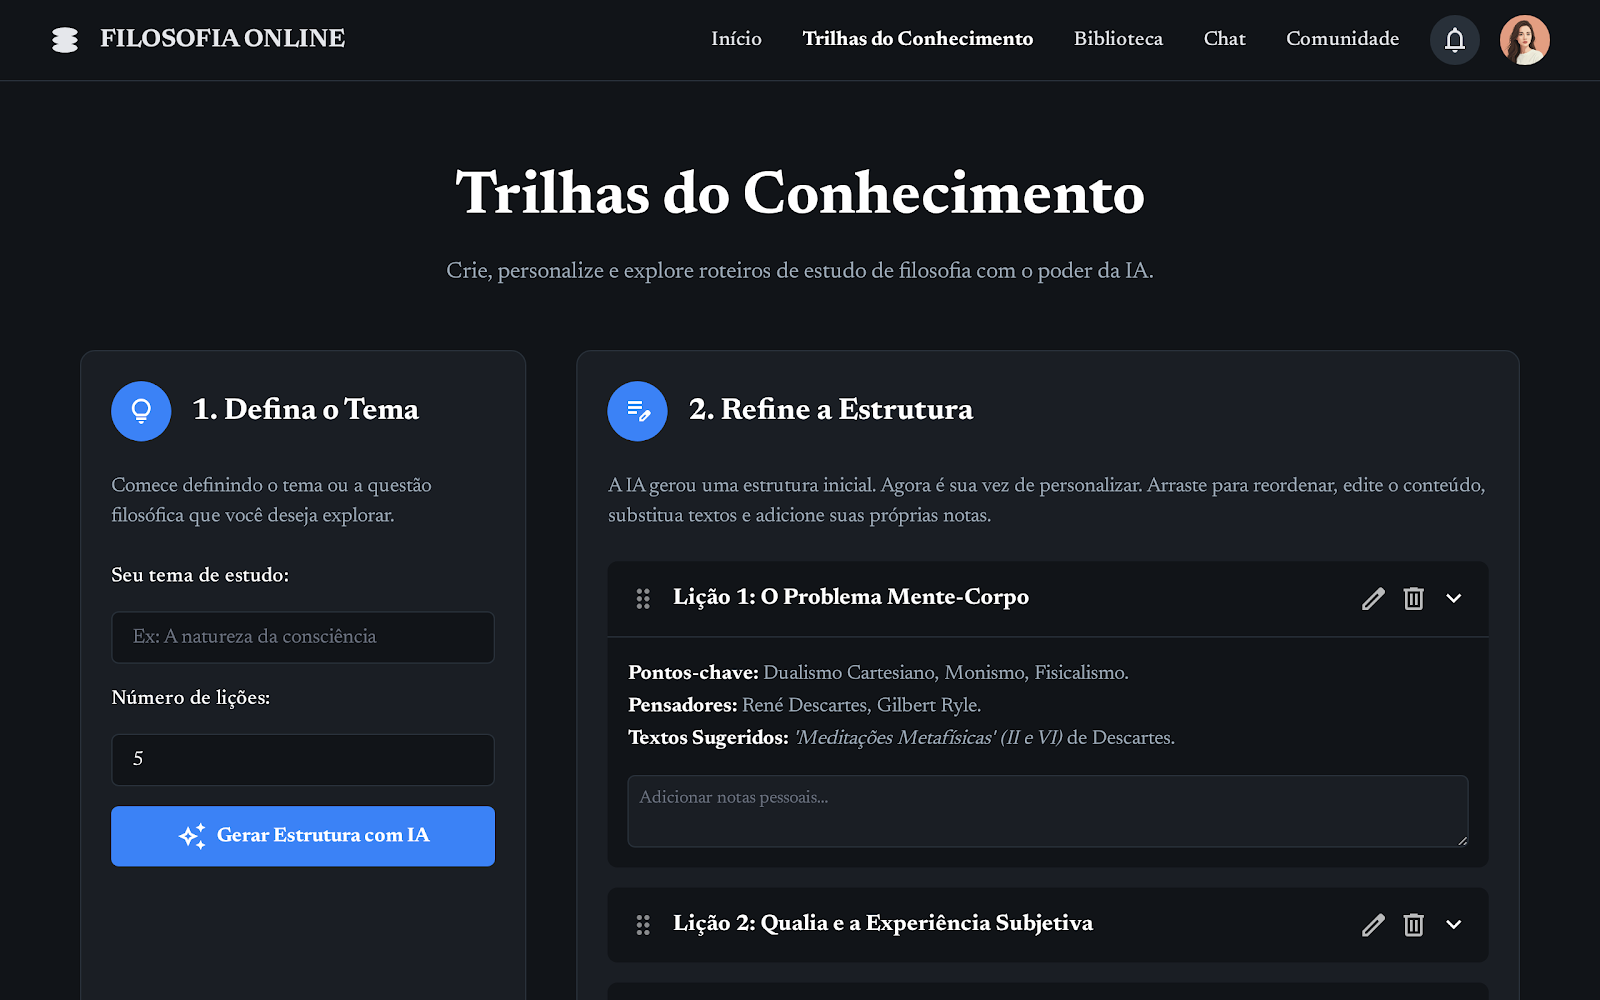 FILOSOFIA ONLINE
Início
Trilhas do Conhecimento
Biblioteca
Chat
Comunidade
Trilhas do Conhecimento
Crie, personalize e explore roteiros de estudo de filosofia com o poder da IA.
1. Defina o Tema
Comece definindo o tema ou a questão
filosófica que você deseja explorar.
Seu tema de estudo:
Ex: A natureza da consciência
Número de lições:
5
Gerar Estrutura com IA
2. Refine a Estrutura
A IA gerou uma estrutura inicial. Agora é sua vez de personalizar. Arraste para reordenar, edite o conteúdo,
substitua textos e adicione suas próprias notas.
Lição 1: O Problema Mente-Corpo
Pontos-chave: Dualismo Cartesiano, Monismo, Fisicalismo.
Pensadores: René Descartes, Gilbert Ryle.
Textos Sugeridos: 'Meditações Metafísicas' (II e VI) de Descartes.
Adicionar notas pessoais...
Lição 2: Qualia e a Experiência Subjetiva